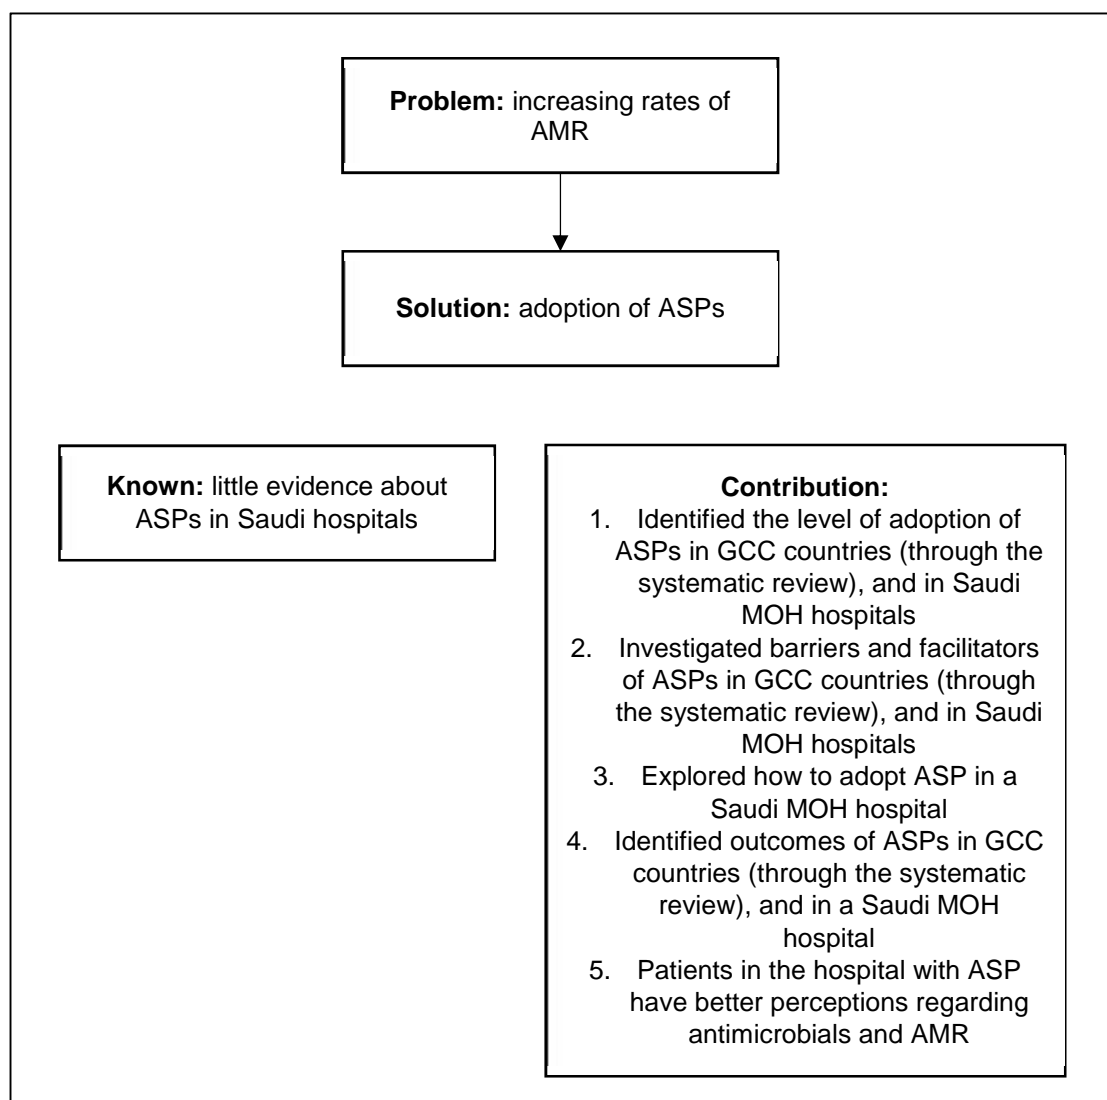 Problem: increasing rates of
AMR
Solution: adoption of ASPs
Known: little evidence about
ASPs in Saudi hospitals
Contribution:
1. Identified the level of adoption of
ASPs in GCC countries (through the
systematic review), and in Saudi
MOH hospitals
2. Investigated barriers and facilitators
of ASPs in GCC countries (through
the systematic review), and in Saudi
MOH hospitals
3. Explored how to adopt ASP in a
Saudi MOH hospital
4. Identified outcomes of ASPs in GCC
countries (through the systematic
review), and in a Saudi MOH
hospital
5. Patients in the hospital with ASP
have better perceptions regarding
antimicrobials and AMR